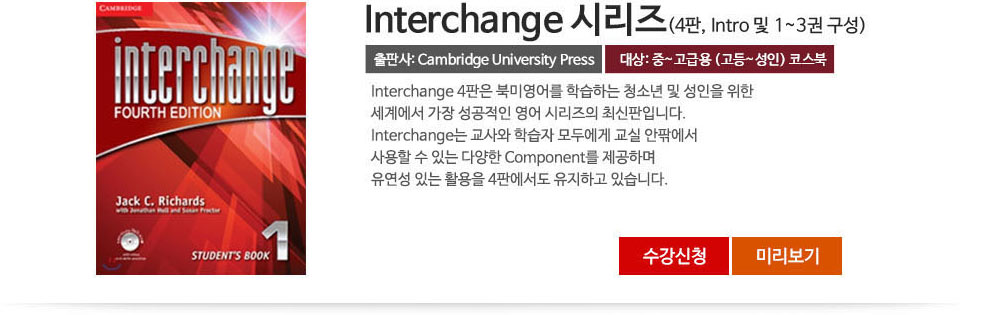 CAMBRIDGE
interchange
FOURTH EDITION
Jack C. Richards
with Jonathan Hull and Susan Proctor
STUDENT'S BOOK 1
Interchange 시리즈(4판, Intro 및 1~3권 구성)
출판사: Cambridge University Press 대상: 중~고급용 (고등~성인) 코스북
Interchange 4판은 북미영어를 학습하는 청소년 및 성인을 위한
세계에서 가장 성공적인 영어 시리즈의 최신판입니다.
Interchange는 교사와 학습자 모두에게 교실 안팎에서
사용할 수 있는 다양한 Component를 제공하며
유연성 있는 활용을 4판에서도 유지하고 있습니다.
수강신청 미리보기